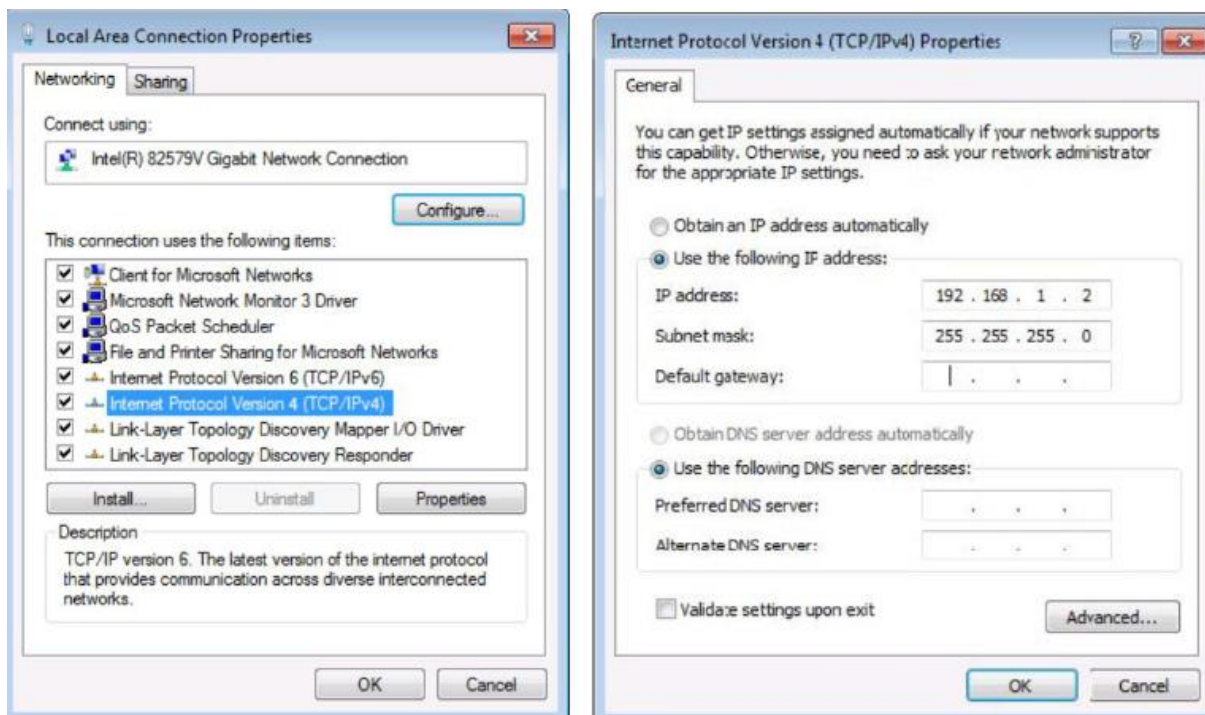 Local Area Connection Properties
Networking
Sharing
Connect using:
Intel(R) 82579V Gigabit Network Connection
Configure...
This connection uses the following items:
Client for Microsoft Networks
Microsoft Network Monitor 3 Driver
QoS Packet Scheduler
File and Printer Sharing for Microsoft Networks
Internet Protocol Version 6 (TCP/IPv6)
Internet Protocol Version 4 (TCP/IPv4)
Link-Layer Topology Discovery Mapper I/O Driver
Link-Layer Topology Discovery Responder
Install...
Uninstall
Properties
Description
TCP/IP version 6. The latest version of the internet protocol
that provides communication across diverse interconnected
networks.
OK
Cancel
Internet Protocol Version 4 (TCP/IPv4) Properties
General
You can get IP settings assigned automatically if your network supports
this capability. Otherwise, you need to ask your network administrator
for the appropriate IP settings.
Obtain an IP address automatically
Use the following IP address:
IP address: 192 . 168 . 1 . 2
Subnet mask: 255 . 255 . 255 . 0
Default gateway: . . .
Obtain DNS server address automatically
Use the following DNS server addresses:
Preferred DNS server: . . .
Alternate DNS server: . . .
Validate settings upon exit
Advanced...
OK
Cancel